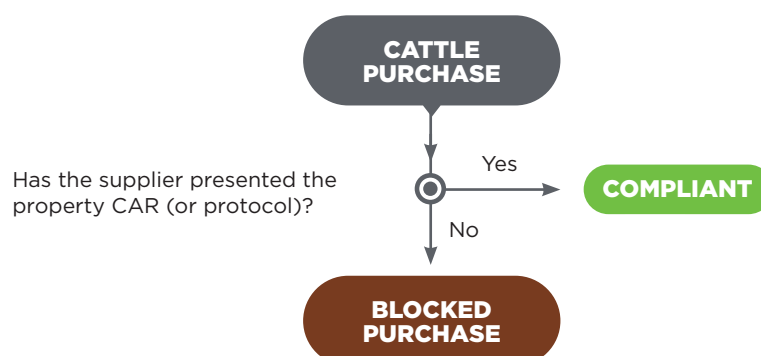 CATTLE
PURCHASE
Has the supplier presented the
property CAR (or protocol)?
Yes
COMPLIANT
No
BLOCKED
PURCHASE